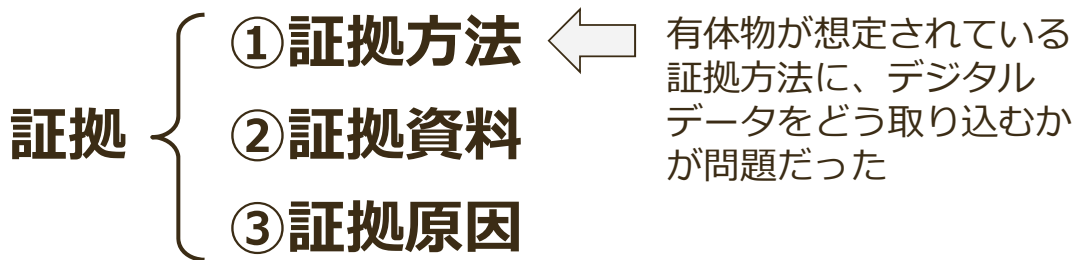 証拠
①証拠方法
②証拠資料
③証拠原因
有体物が想定されている
証拠方法に、デジタル
データをどう取り込むか
が問題だった